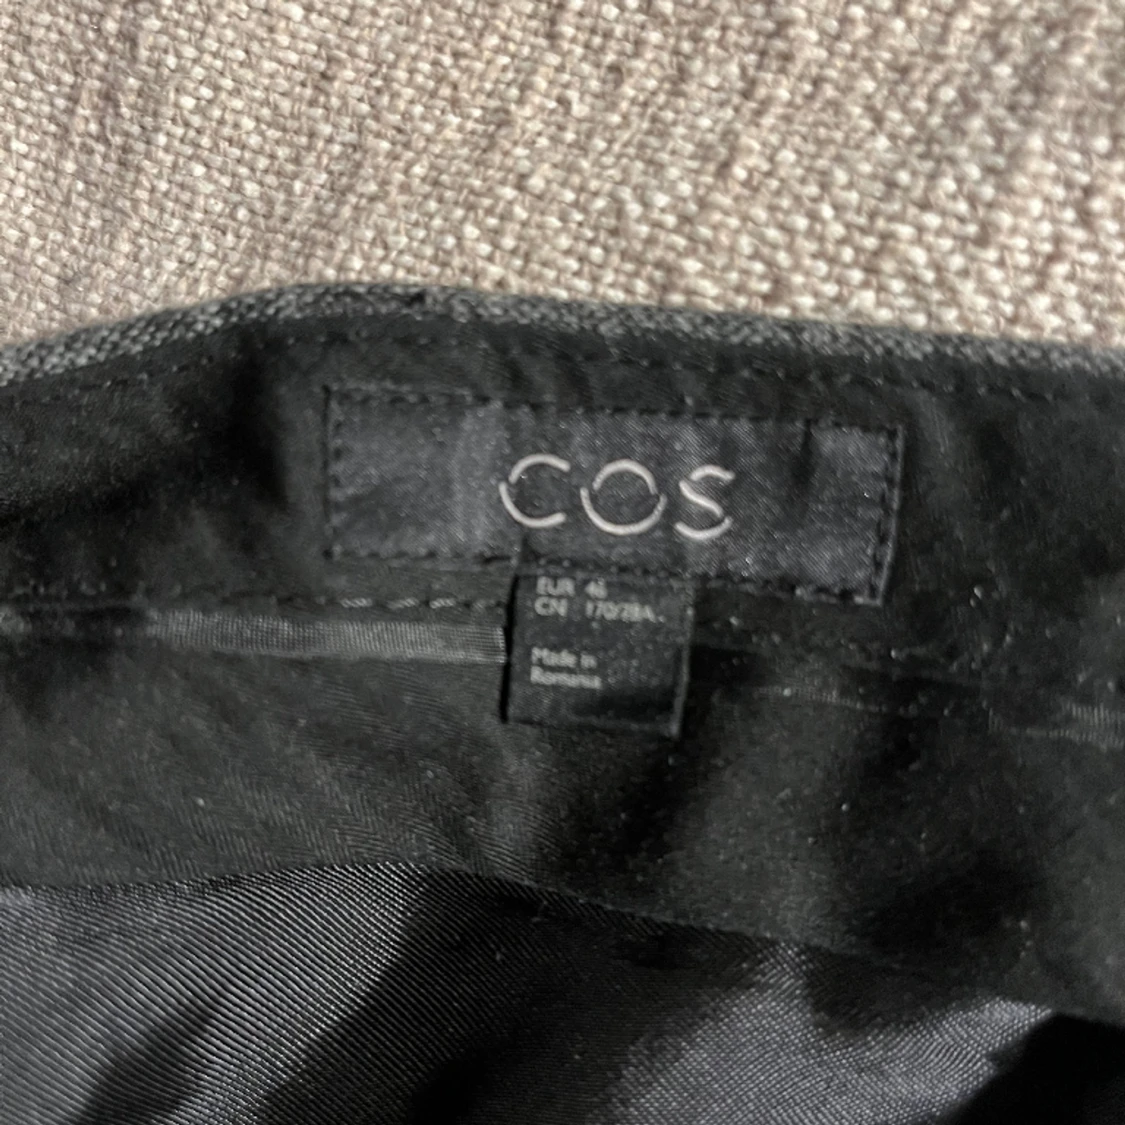 COS
EUR 46
CN 170/78A
Made in
Romania